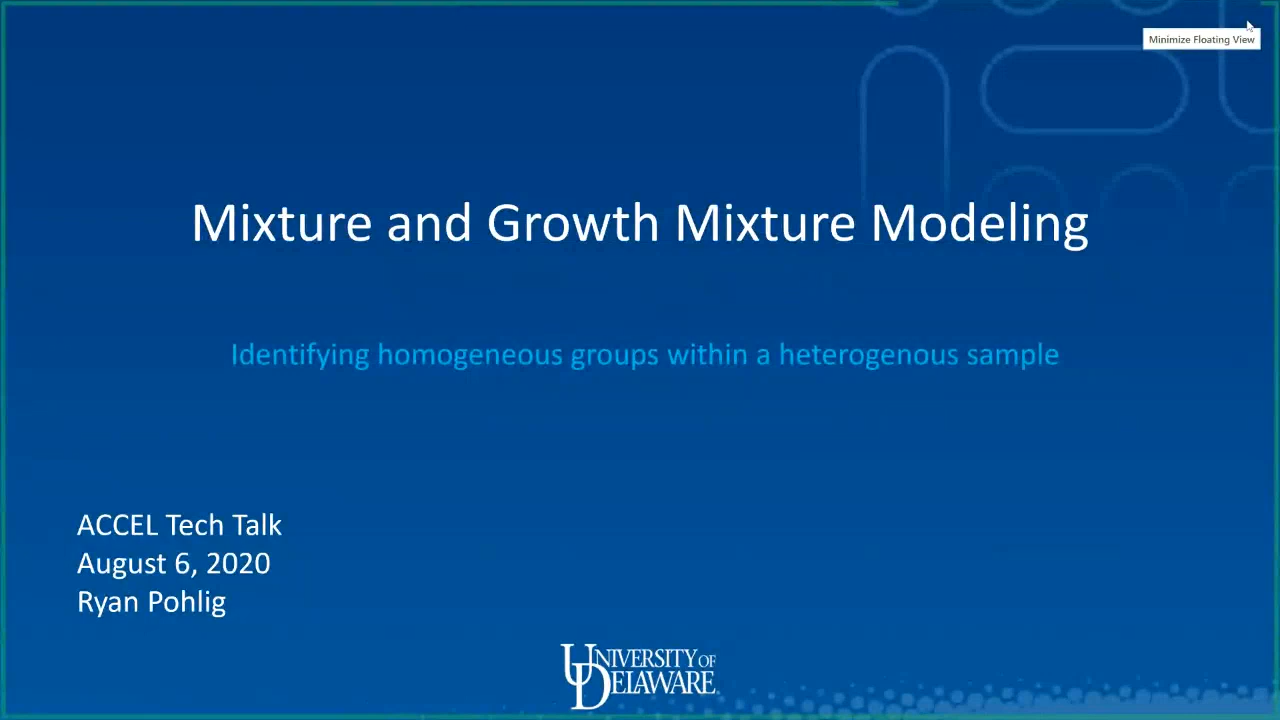 Minimize Floating View
Mixture and Growth Mixture Modeling
Identifying homogeneous groups within a heterogenous sample
ACCEL Tech Talk
August 6, 2020
Ryan Pohlig
UNIVERSITY OF
DELAWARE